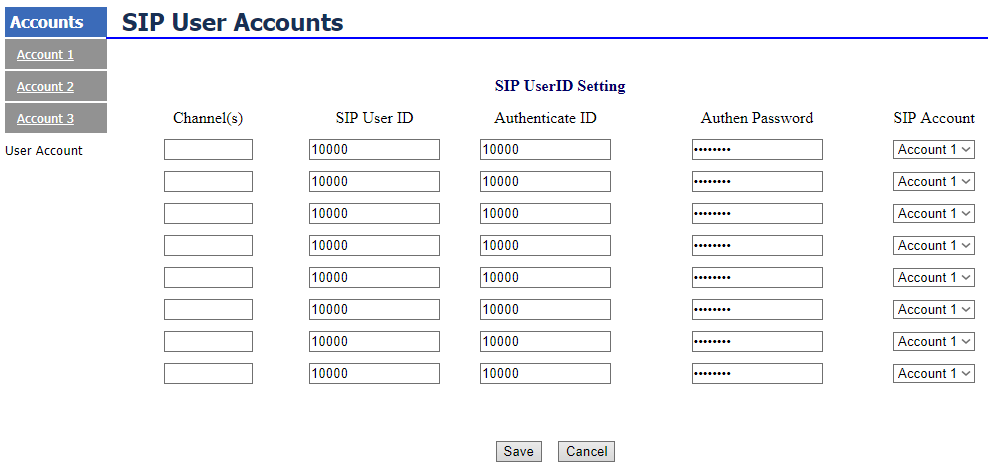 Accounts
SIP User Accounts
Account 1
Account 2
Account 3
User Account
SIP UserID Setting
Channel(s) SIP User ID Authenticate ID Authen Password SIP Account
10000 10000 •••••••• Account 1
10000 10000 •••••••• Account 1
10000 10000 •••••••• Account 1
10000 10000 •••••••• Account 1
10000 10000 •••••••• Account 1
10000 10000 •••••••• Account 1
10000 10000 •••••••• Account 1
10000 10000 •••••••• Account 1
Save Cancel